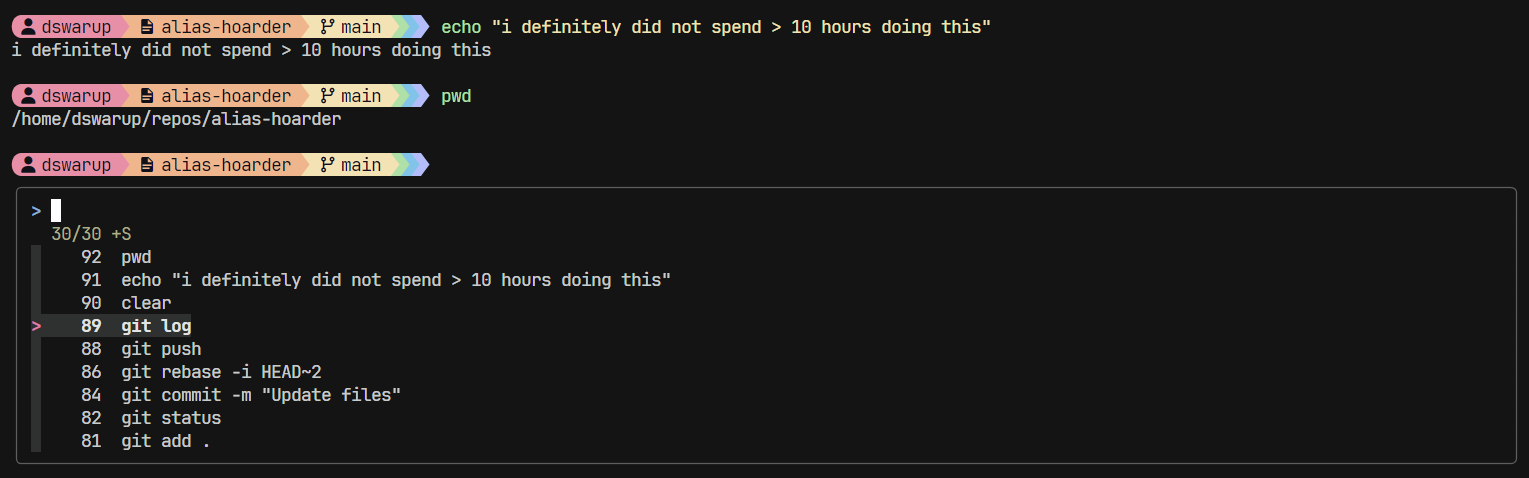 dswarup alias-hoarder main echo "i definitely did not spend > 10 hours doing this"
i definitely did not spend > 10 hours doing this
dswarup alias-hoarder main pwd
/home/dswarup/repos/alias-hoarder
dswarup alias-hoarder main
>
30/30 +S
92 pwd
91 echo "i definitely did not spend > 10 hours doing this"
90 clear
> 89 git log
88 git push
86 git rebase -i HEAD~2
84 git commit -m "Update files"
82 git status
81 git add .